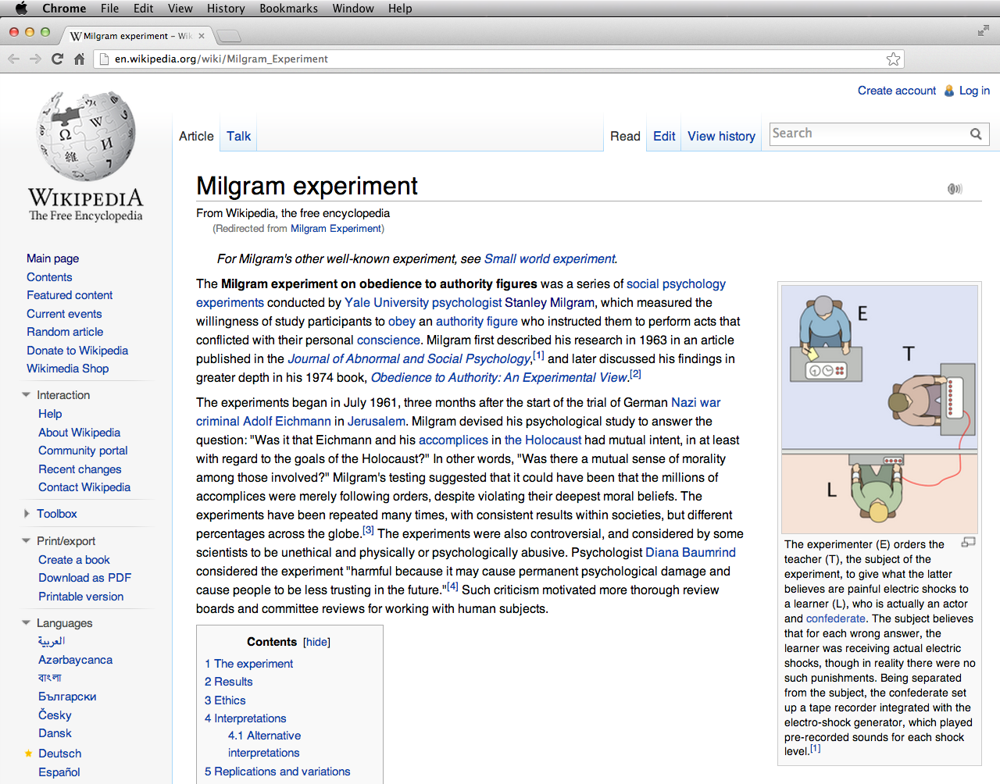 Chrome File Edit View History Bookmarks Window Help
Milgram experiment – Wik
en.wikipedia.org/wiki/Milgram_Experiment
Create account Log in
Article Talk Read Edit View history Search
WIKIPEDIA
The Free Encyclopedia
Main page
Contents
Featured content
Current events
Random article
Donate to Wikipedia
Wikimedia Shop
Interaction
Help
About Wikipedia
Community portal
Recent changes
Contact Wikipedia
Toolbox
Print/export
Create a book
Download as PDF
Printable version
Languages
العربية
Azərbaycanca
বাংলা
Български
Česky
Dansk
Deutsch
Español
Milgram experiment
From Wikipedia, the free encyclopedia
(Redirected from Milgram Experiment)
For Milgram's other well-known experiment, see Small world experiment.
The Milgram experiment on obedience to authority figures was a series of social psychology
experiments conducted by Yale University psychologist Stanley Milgram, which measured the
willingness of study participants to obey an authority figure who instructed them to perform acts that
conflicted with their personal conscience. Milgram first described his research in 1963 in an article
published in the Journal of Abnormal and Social Psychology,[1] and later discussed his findings in
greater depth in his 1974 book, Obedience to Authority: An Experimental View.[2]
The experiments began in July 1961, three months after the start of the trial of German Nazi war
criminal Adolf Eichmann in Jerusalem. Milgram devised his psychological study to answer the
question: "Was it that Eichmann and his accomplices in the Holocaust had mutual intent, in at least
with regard to the goals of the Holocaust?" In other words, "Was there a mutual sense of morality
among those involved?" Milgram's testing suggested that it could have been that the millions of
accomplices were merely following orders, despite violating their deepest moral beliefs. The
experiments have been repeated many times, with consistent results within societies, but different
percentages across the globe.[3] The experiments were also controversial, and considered by some
scientists to be unethical and physically or psychologically abusive. Psychologist Diana Baumrind
considered the experiment "harmful because it may cause permanent psychological damage and
cause people to be less trusting in the future."[4] Such criticism motivated more thorough review
boards and committee reviews for working with human subjects.
Contents [hide]
1 The experiment
2 Results
3 Ethics
4 Interpretations
4.1 Alternative
interpretations
5 Replications and variations
E
T
L
The experimenter (E) orders the
teacher (T), the subject of the
experiment, to give what the latter
believes are painful electric shocks to
a learner (L), who is actually an actor
and confederate. The subject believes
that for each wrong answer, the
learner was receiving actual electric
shocks, though in reality there were no
such punishments. Being separated
from the subject, the confederate set
up a tape recorder integrated with the
electro-shock generator, which played
pre-recorded sounds for each shock
level.[1]